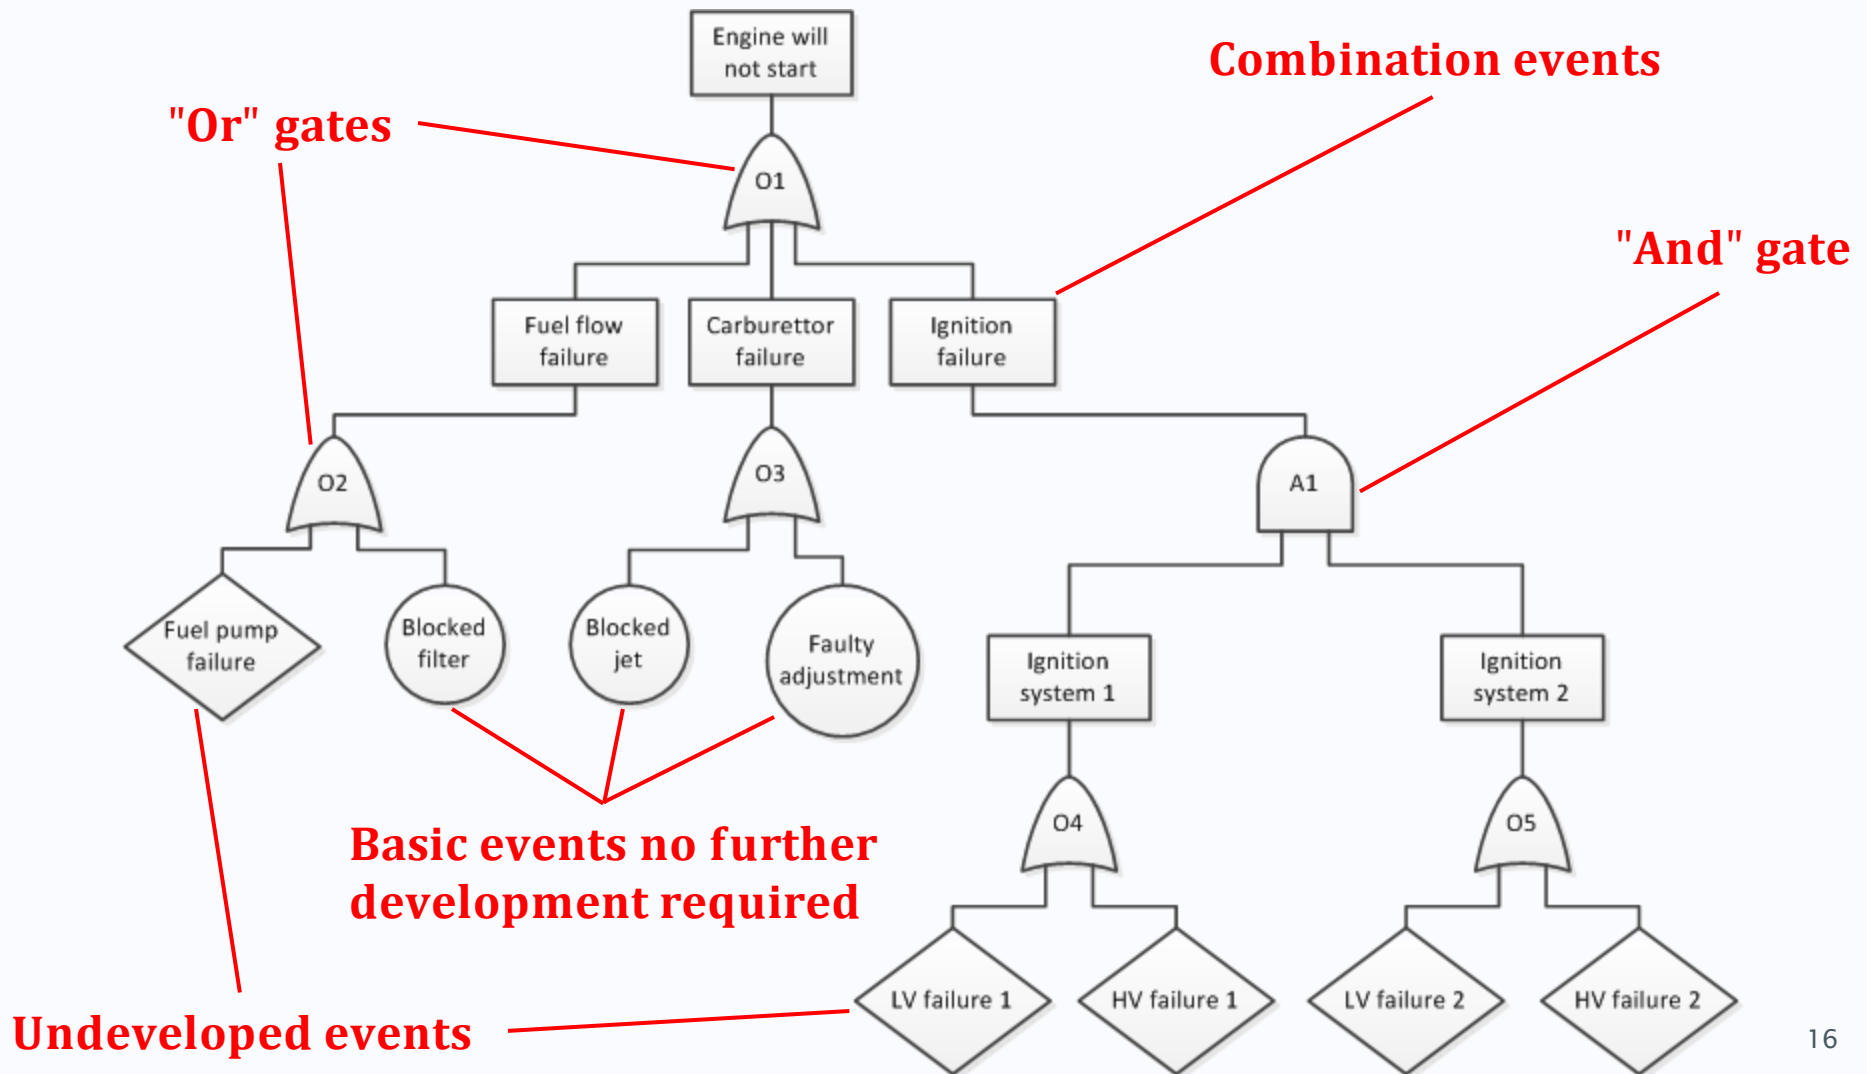 Engine will
not start
Combination events
"Or" gates
O1
"And" gate
Fuel flow
failure
Carburettor
failure
Ignition
failure
O2
O3
A1
Fuel pump
failure
Blocked
filter
Blocked
jet
Faulty
adjustment
Ignition
system 1
Ignition
system 2
O4
O5
Basic events no further
development required
LV failure 1
HV failure 1
LV failure 2
HV failure 2
Undeveloped events
16